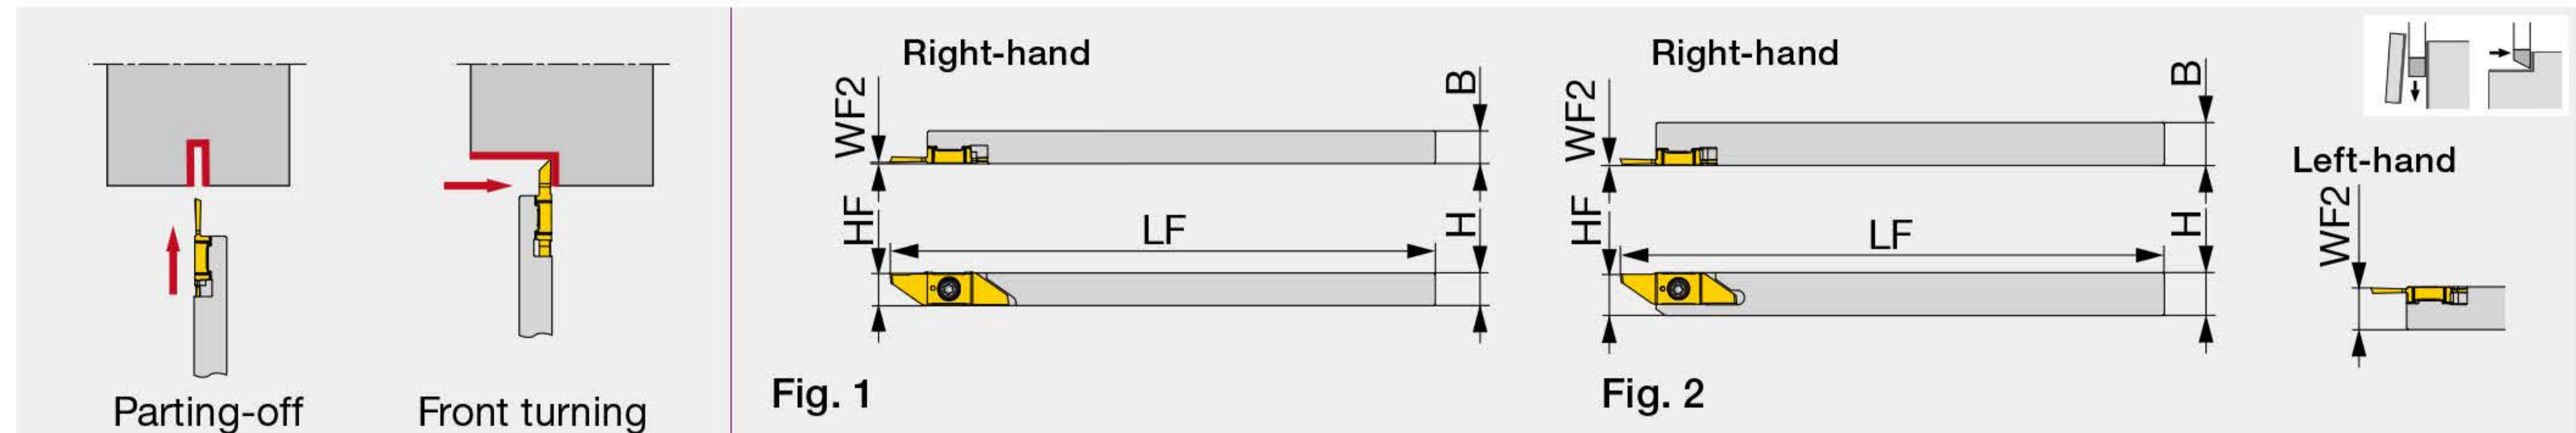 Parting-off
Front turning
Right-hand
WF2
B
HF
LF
H
Fig. 1
Right-hand
WF2
B
HF
LF
H
Fig. 2
Left-hand
WF2